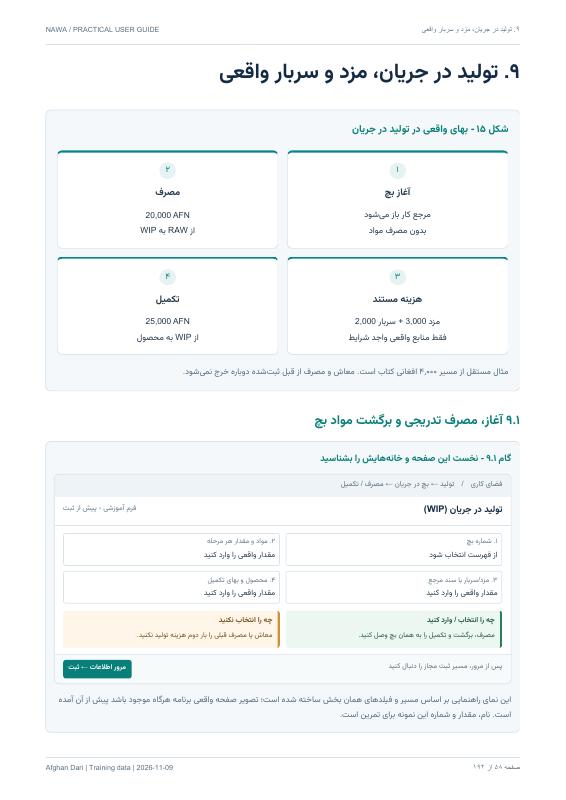 ۹. تولید در جریان، مزد و سربار واقعی
NAWA / PRACTICAL USER GUIDE
۹. تولید در جریان، مزد و سربار واقعی
شکل ۱۵ - بهای واقعی در تولید در جریان
۱
آغاز بچ
مرجع کار باز می‌شود
بدون مصرف مواد
۲
مصرف
20,000 AFN
از RAW به WIP
۳
هزینه مستند
مزد 3,000 + سربار 2,000
فقط منابع واقعی واجد شرایط
۴
تکمیل
25,000 AFN
از WIP به محصول
مثال مستقل از مسیر ۴,۰۰۰ افغانی کتاب است. معاش و مصرف از قبل ثبت‌شده دوباره خرج نمی‌شود.
۹.۱ آغاز، مصرف تدریجی و برگشت مواد بچ
گام ۹.۱ - نخست این صفحه و خانه‌هایش را بشناسید
فضای کاری / تولید ← بچ در جریان ← مصرف / تکمیل
تولید در جریان (WIP)
فرم آموزشی - پیش از ثبت
۱. شماره بچ
از فهرست انتخاب شود
۲. مواد و مقدار هر مرحله
مقدار واقعی را وارد کنید
۳. مزد/سربار با سند مرجع
مقدار واقعی را وارد کنید
۴. محصول و بهای تکمیل
مقدار واقعی را وارد کنید
چه را انتخاب / وارد کنید
مصرف، برگشت و تکمیل را به همان بچ وصل کنید.
چه را انتخاب نکنید
معاش یا مصرف قبلی را بار دوم هزینه تولید نکنید.
پس از مرور، مسیر ثبت مجاز را دنبال کنید
مرور اطلاعات ← ثبت
این نمای راهنمایی بر اساس مسیر و فیلدهای همان بخش ساخته شده است؛ تصویر صفحه واقعی برنامه هرگاه موجود باشد پیش از آن آمده
است. نام، مقدار و شماره این نمونه برای تمرین است.
Afghan Dari | Training data | 2026-11-09
صفحه ۵۸ از ۱۹۲